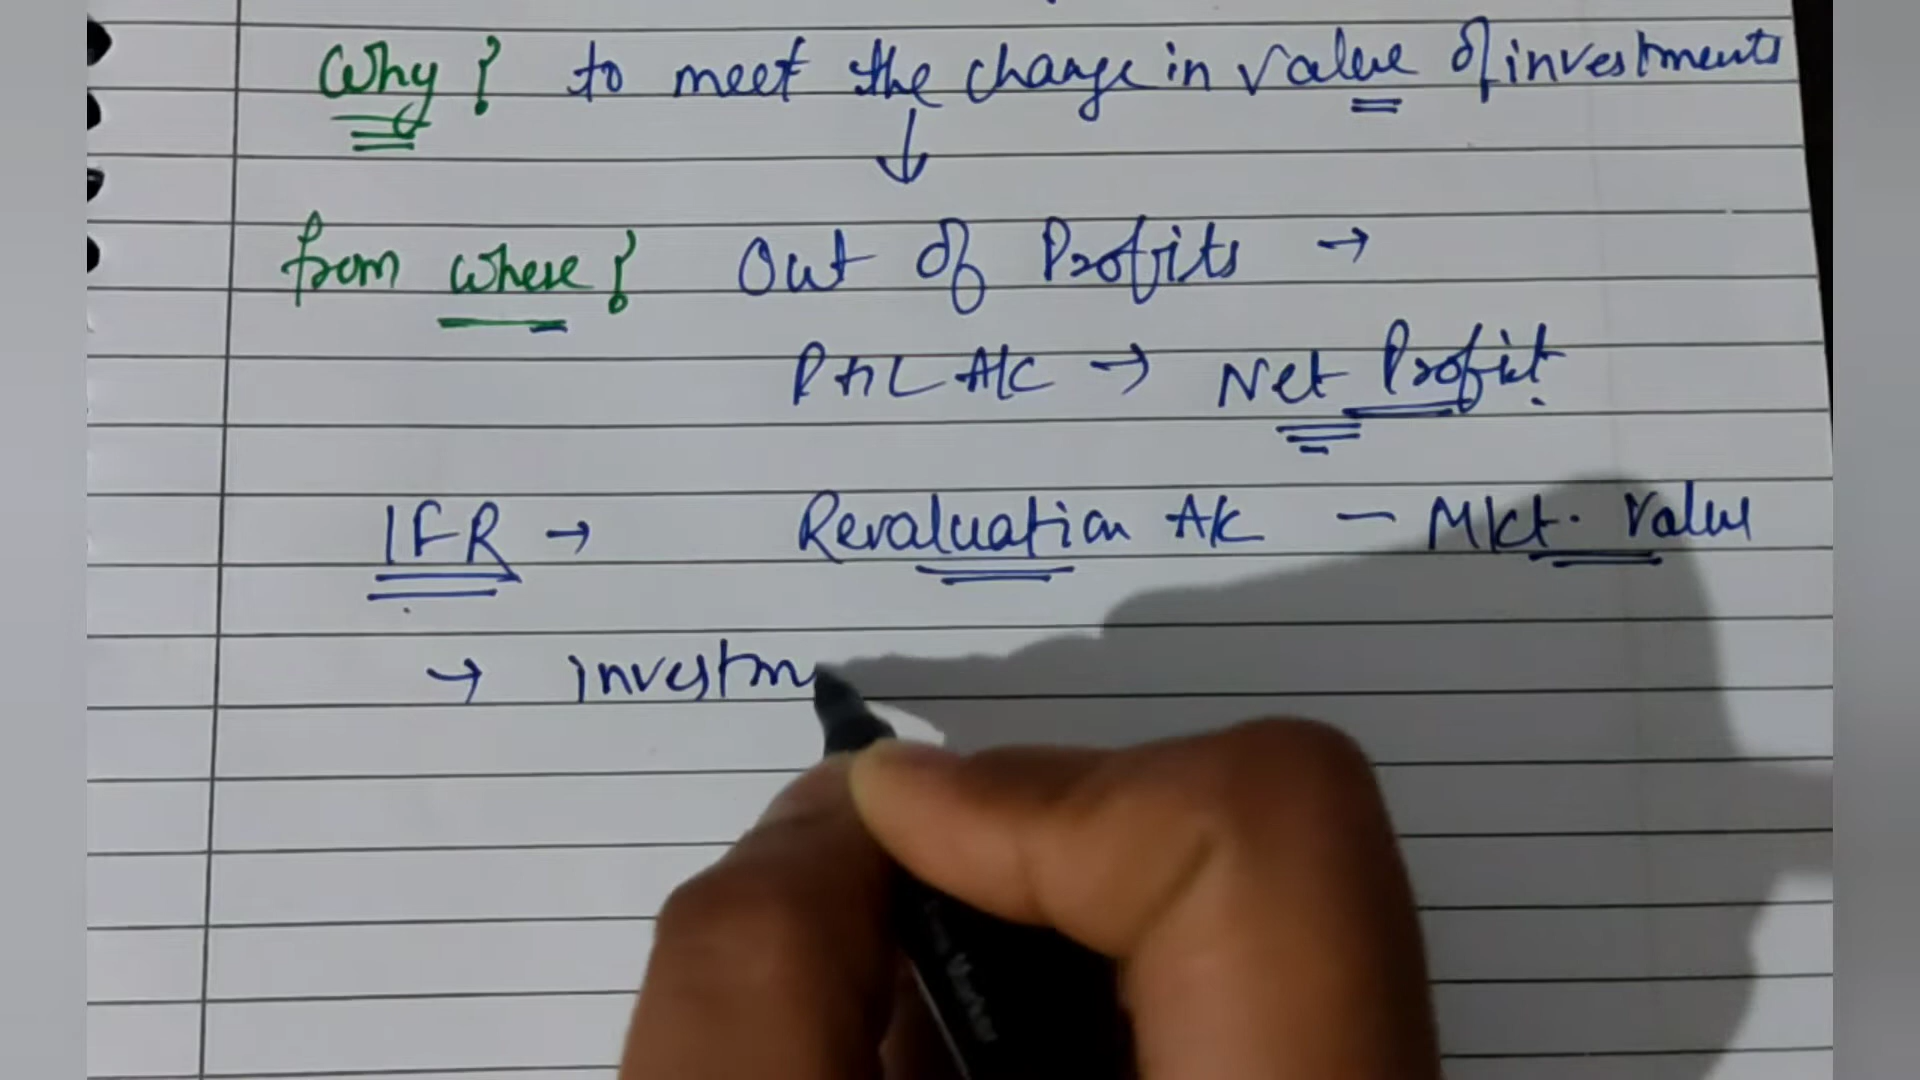 Why? to meet the change in value of investments
↓
from where? Out of Profits →
P & L A/c → Net Profit.
IFR → Revaluation A/c — Mkt. Value
→ investm